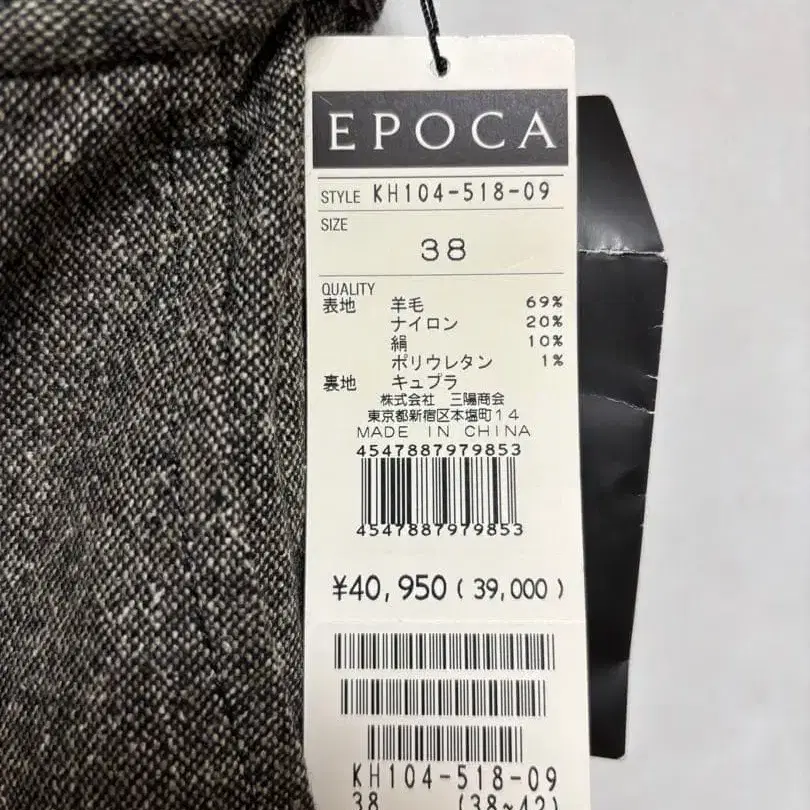 EPOCA
STYLE KH104-518-09
SIZE
38
QUALITY
表地 羊毛 69%
ナイロン 20%
絹 10%
ポリウレタン 1%
裏地 キュプラ
株式会社 三陽商会
東京都新宿区本塩町14
MADE IN CHINA
4547887979853
4547887979853
¥40,950(39,000)
KH104-518-09
38 (38~42)